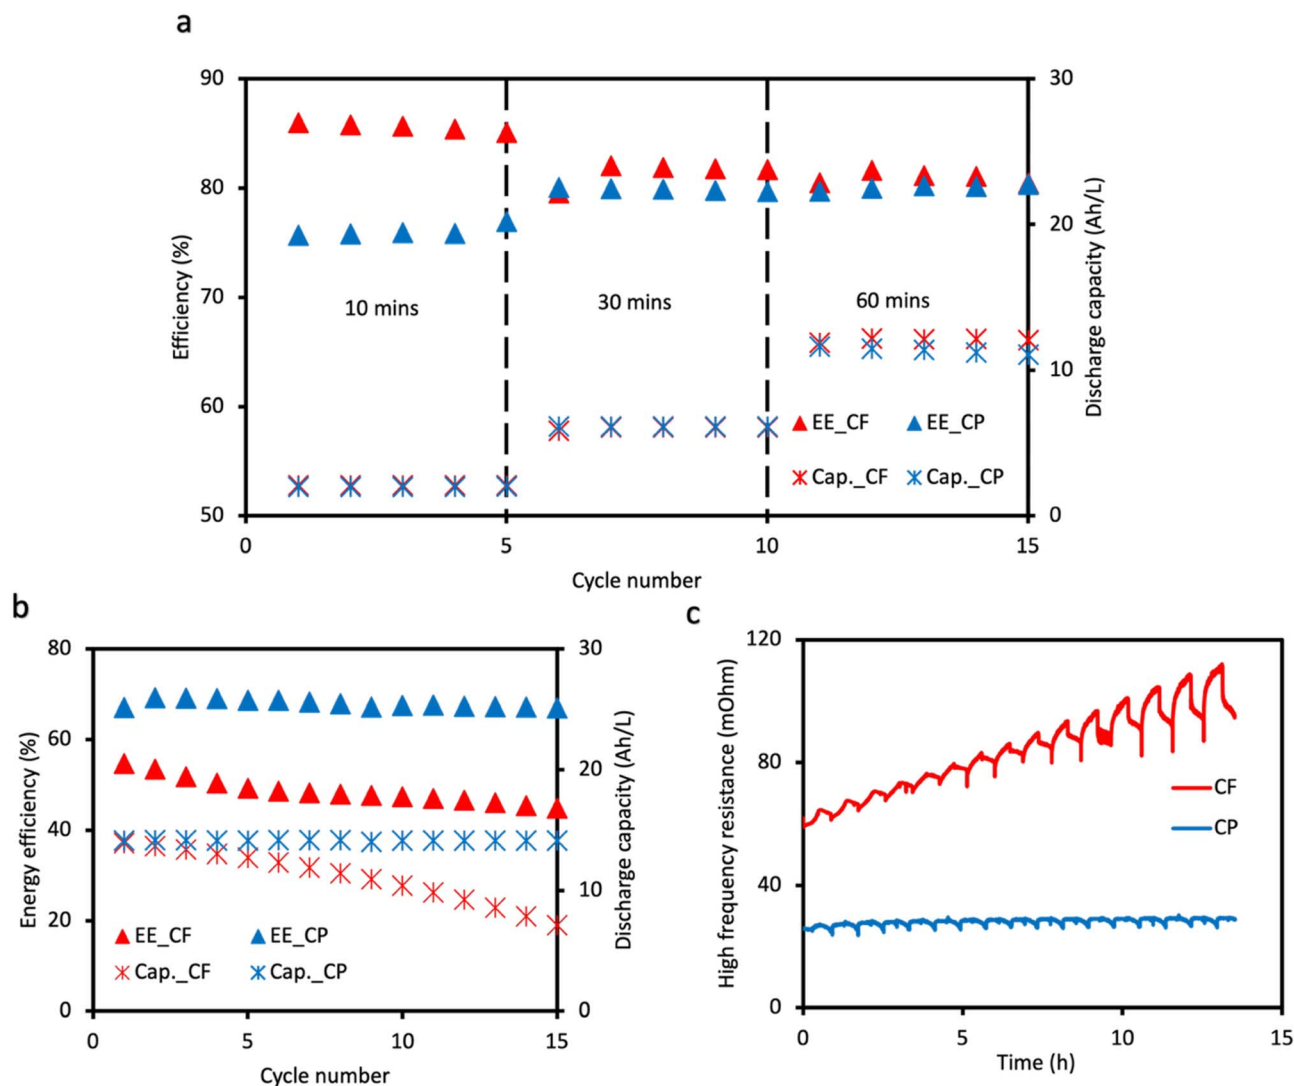 a
90
80
70
60
50
Efficiency (%)
30
20
10
0
Discharge capacity (Ah/L)
10 mins
30 mins
60 mins
EE_CF
EE_CP
Cap._CF
Cap._CP
0
5
10
15
Cycle number
b
80
60
40
20
0
Energy efficiency (%)
30
20
10
0
Discharge capacity (Ah/L)
EE_CF
EE_CP
Cap._CF
Cap._CP
0
5
10
15
Cycle number
c
120
80
40
0
High frequency resistance (mOhm)
CF
CP
0
5
10
15
Time (h)